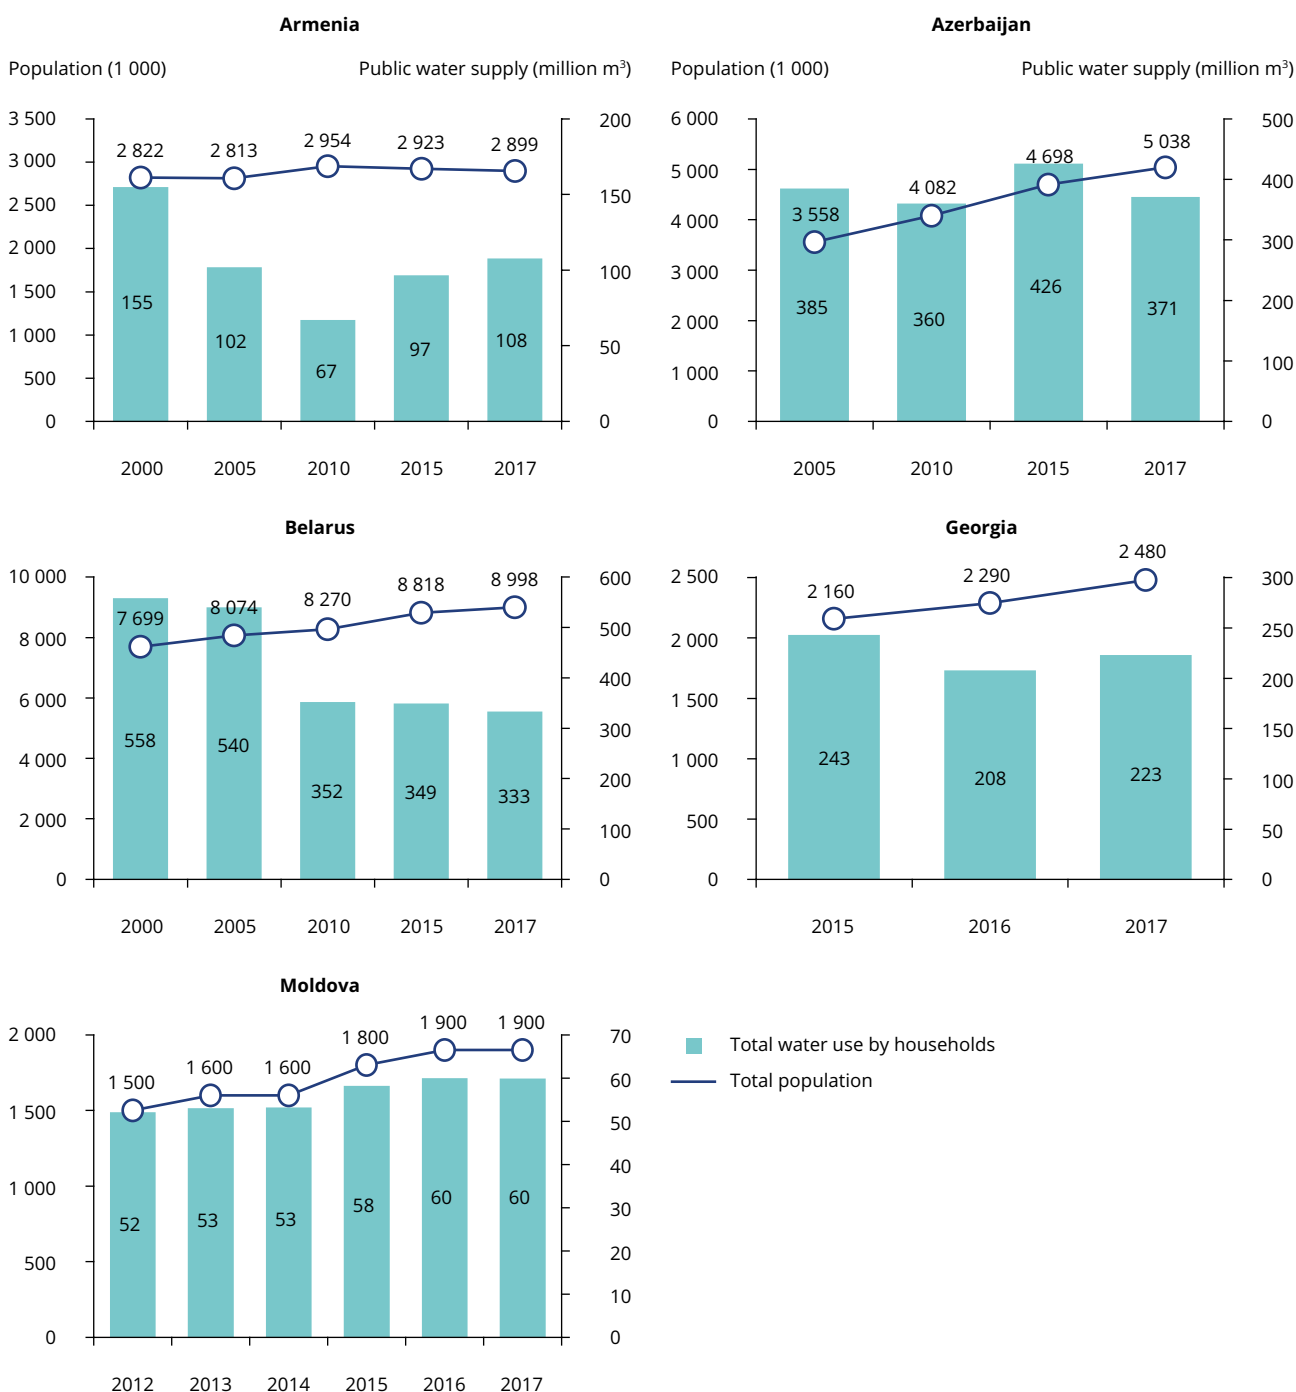 Armenia
Population (1 000) Public water supply (million m³)
3 500 200
3 000
2 500 150
2 000
1 500 100
1 000
500 50
0 0
2 822 2 813 2 954 2 923 2 899
155 102 67 97 108
2000 2005 2010 2015 2017
Azerbaijan
Population (1 000) Public water supply (million m³)
6 000 500
5 000 400
4 000 300
3 000
2 000 200
1 000 100
0 0
3 558 4 082 4 698 5 038
385 360 426 371
2005 2010 2015 2017
Belarus
10 000 600
8 000 500
6 000 400
4 000 300
2 000 200
0 100
0
7 699 8 074 8 270 8 818 8 998
558 540 352 349 333
2000 2005 2010 2015 2017
Georgia
2 500 300
2 000 250
1 500 200
1 000 150
500 100
0 50
0
2 160 2 290 2 480
243 208 223
2015 2016 2017
Moldova
2 000 70
1 500 60
1 000 50
500 40
0 30
20
10
0
1 500 1 600 1 600 1 800 1 900 1 900
52 53 53 58 60 60
2012 2013 2014 2015 2016 2017
Total water use by households
Total population